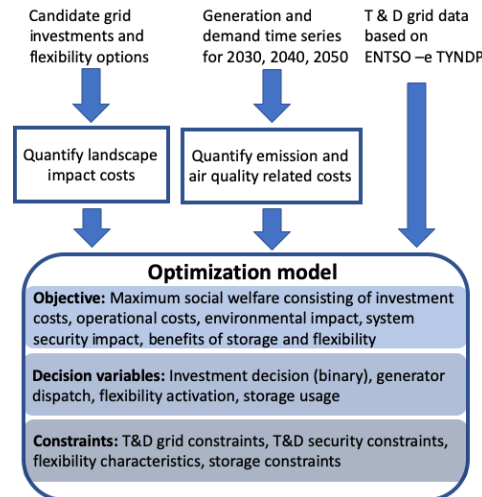 Candidate grid
investments and
flexibility options
Generation and
demand time series
for 2030, 2040, 2050
T & D grid data
based on
ENTSO –e TYNDP
Quantify landscape
impact costs
Quantify emission and
air quality related costs
Optimization model
Objective: Maximum social welfare consisting of investment
costs, operational costs, environmental impact, system
security impact, benefits of storage and flexibility
Decision variables: Investment decision (binary), generator
dispatch, flexibility activation, storage usage
Constraints: T&D grid constraints, T&D security constraints,
flexibility characteristics, storage constraints